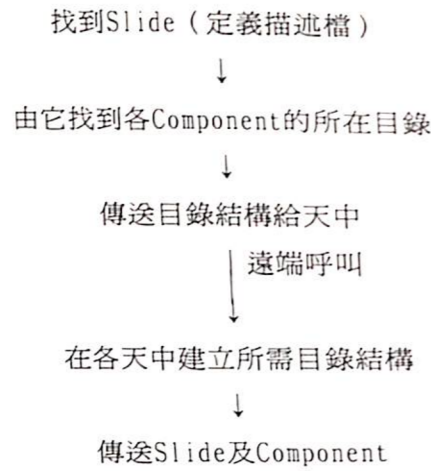 找到Slide（定義描述檔）
↓
由它找到各Component的所在目錄
↓
傳送目錄結構給天中
↓ 遠端呼叫
在各天中建立所需目錄結構
↓
傳送Slide及Component